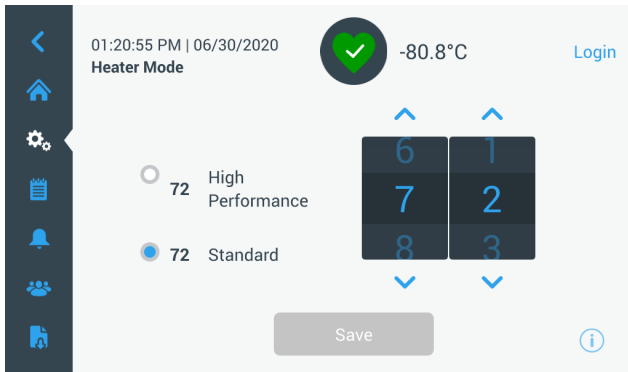 01:20:55 PM | 06/30/2020
Heater Mode
-80.8°C
Login
72 High
Performance
72 Standard
6 1
7 2
8 3
Save
i